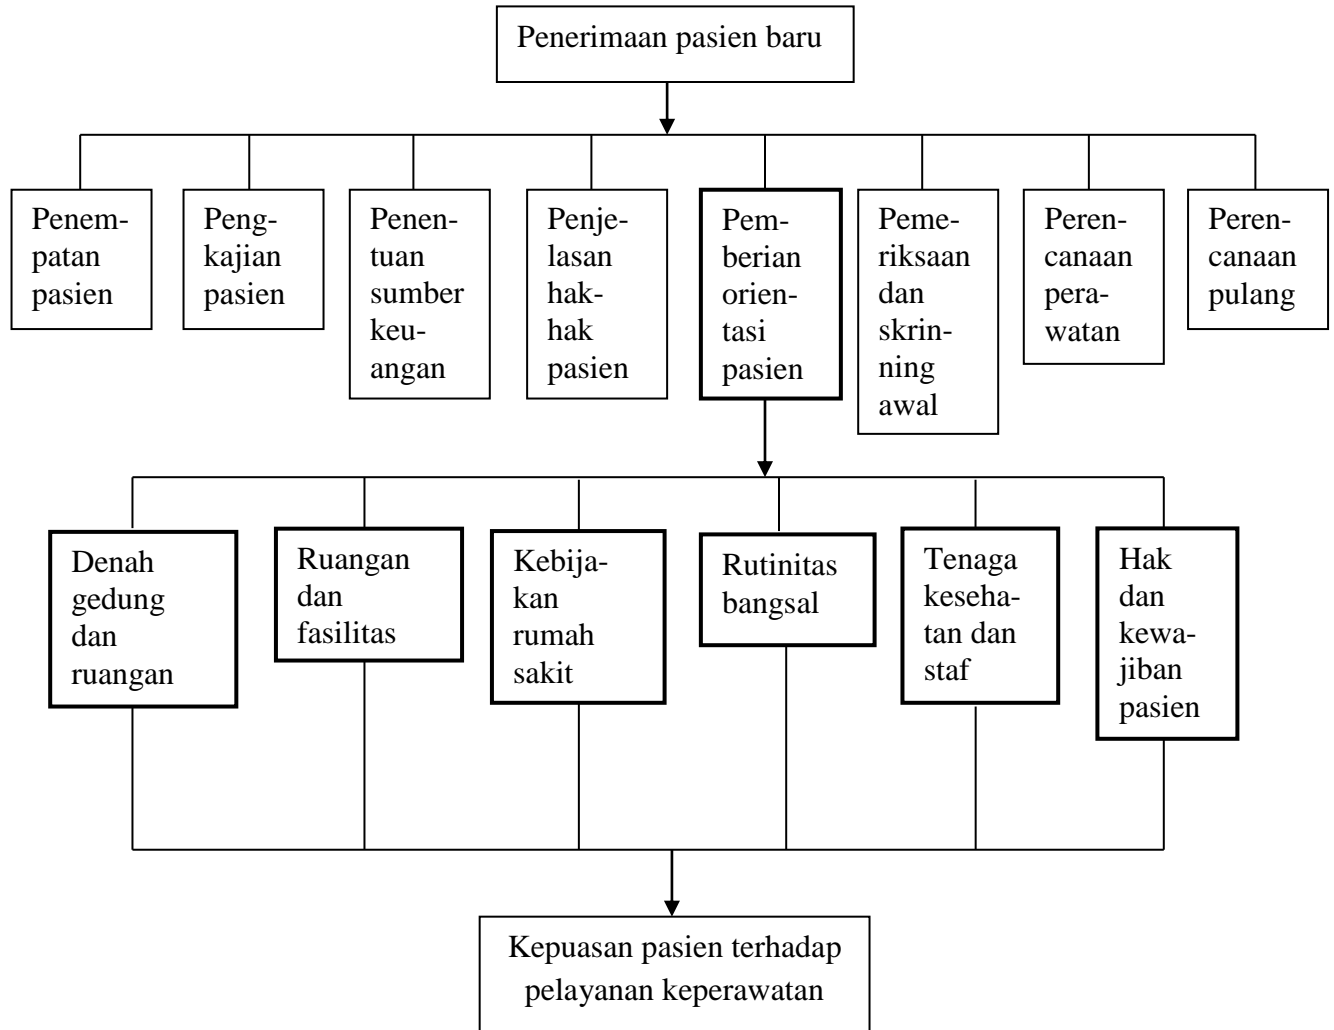 Penerimaan pasien baru
Penem-
patan
pasien
Peng-
kajian
pasien
Penen-
tuan
sumber
keu-
angan
Penje-
lasan
hak-
hak
pasien
Pem-
berian
orien-
tasi
pasien
Peme-
riksaan
dan
skrin-
ning
awal
Peren-
canaan
pera-
watan
Peren-
canaan
pulang
Denah
gedung
dan
ruangan
Ruangan
dan
fasilitas
Kebija-
kan
rumah
sakit
Rutinitas
bangsal
Tenaga
keseha-
tan dan
staf
Hak
dan
kewa-
jiban
pasien
Kepuasan pasien terhadap
pelayanan keperawatan